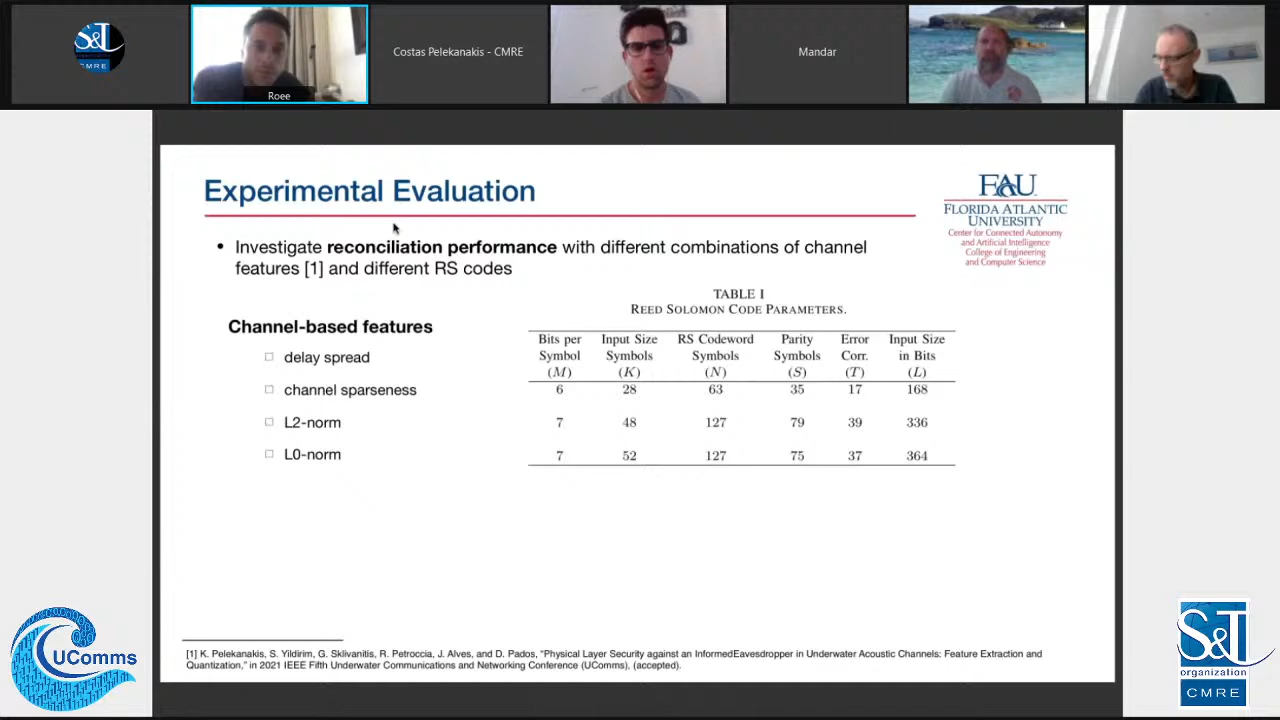 S&T
CMRE
Roee
Costas Pelekanakis - CMRE
Mandar
Experimental Evaluation
FAU
FLORIDA ATLANTIC
UNIVERSITY
Center for Connected Autonomy
and Artificial Intelligence
College of Engineering
and Computer Science
• Investigate reconciliation performance with different combinations of channel
features [1] and different RS codes
Channel-based features
delay spread
channel sparseness
L2-norm
L0-norm
TABLE I
REED SOLOMON CODE PARAMETERS.
Bits per Input Size RS Codeword Parity Error Input Size
Symbol Symbols Symbols Symbols Corr. in Bits
(M) (K) (N) (S) (T) (L)
6 28 63 35 17 168
7 48 127 79 39 336
7 52 127 75 37 364
[1] K. Pelekanakis, S. Yildirim, G. Sklivanitis, R. Petroccia, J. Alves, and D. Pados, “Physical Layer Security against an InformedEavesdropper in Underwater Acoustic Channels: Feature Extraction and
Quantization,” in 2021 IEEE Fifth Underwater Communications and Networking Conference (UComms), (accepted).
UComms
S&T
organization
CMRE